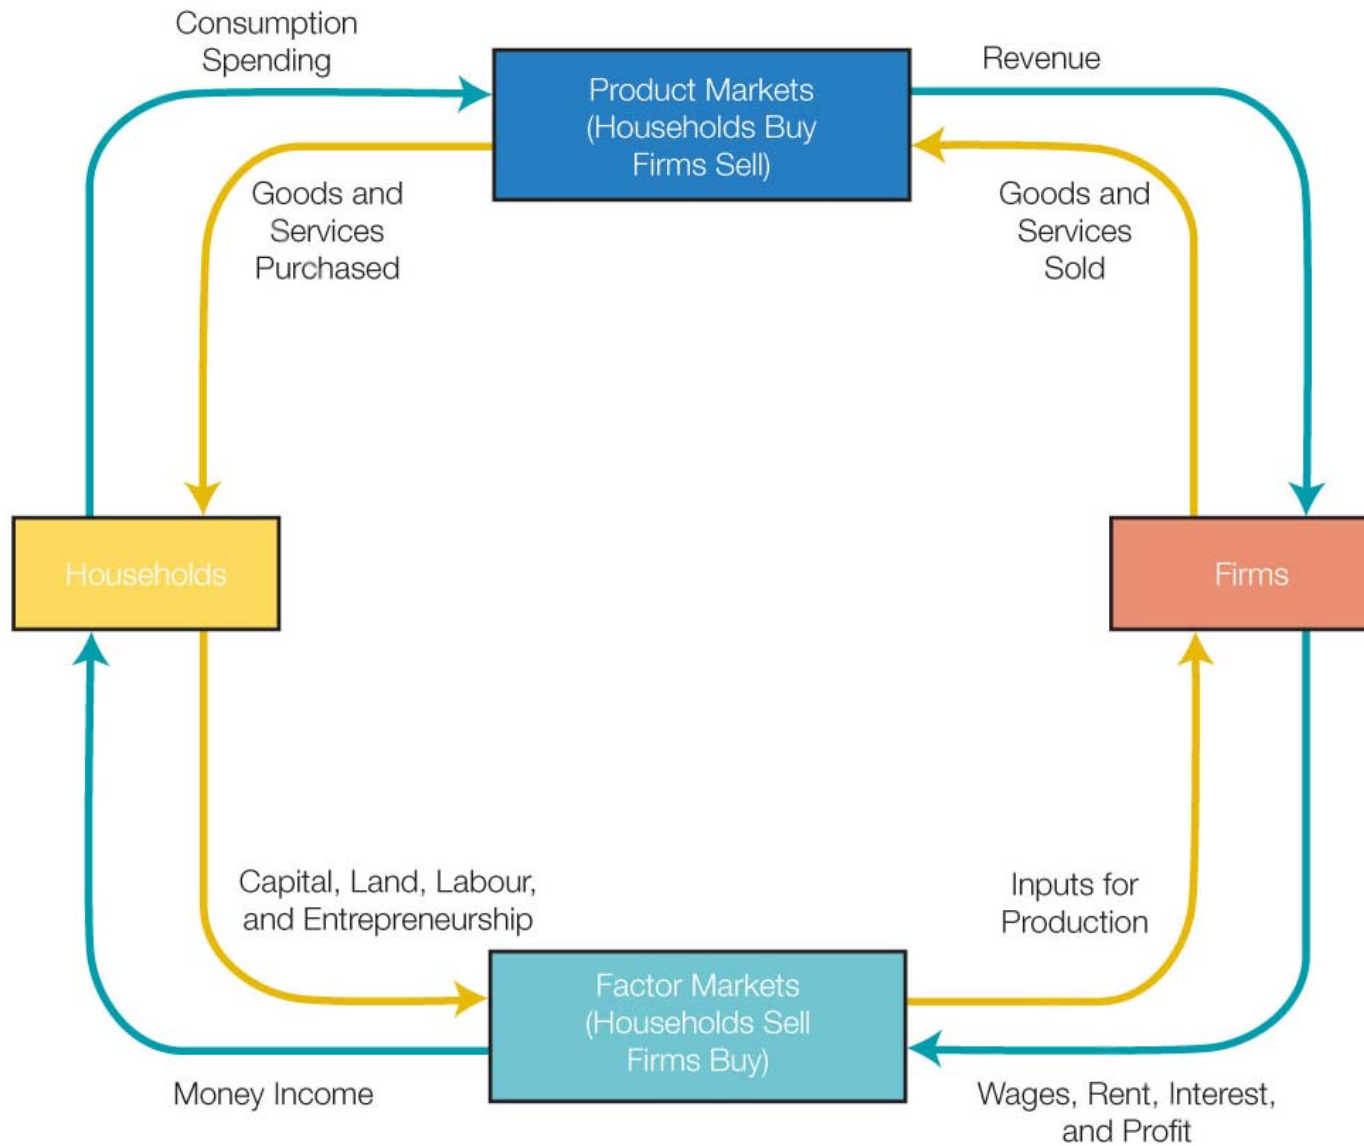 Consumption
Spending
Product Markets
(Households Buy
Firms Sell)
Revenue
Goods and
Services
Purchased
Goods and
Services
Sold
Households
Firms
Capital, Land, Labour,
and Entrepreneurship
Inputs for
Production
Factor Markets
(Households Sell
Firms Buy)
Money Income
Wages, Rent, Interest,
and Profit